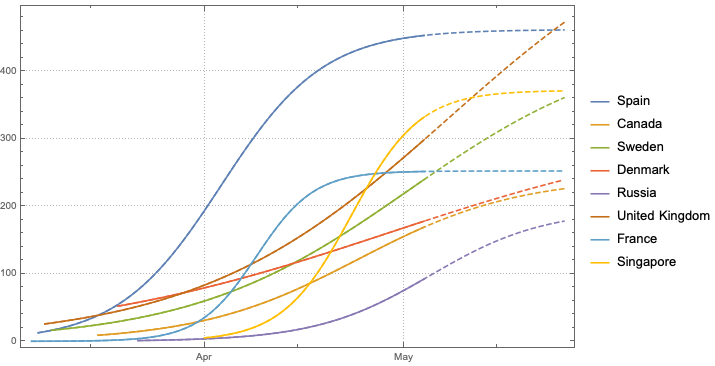 400
300
200
100
0
Apr
May
Spain
Canada
Sweden
Denmark
Russia
United Kingdom
France
Singapore